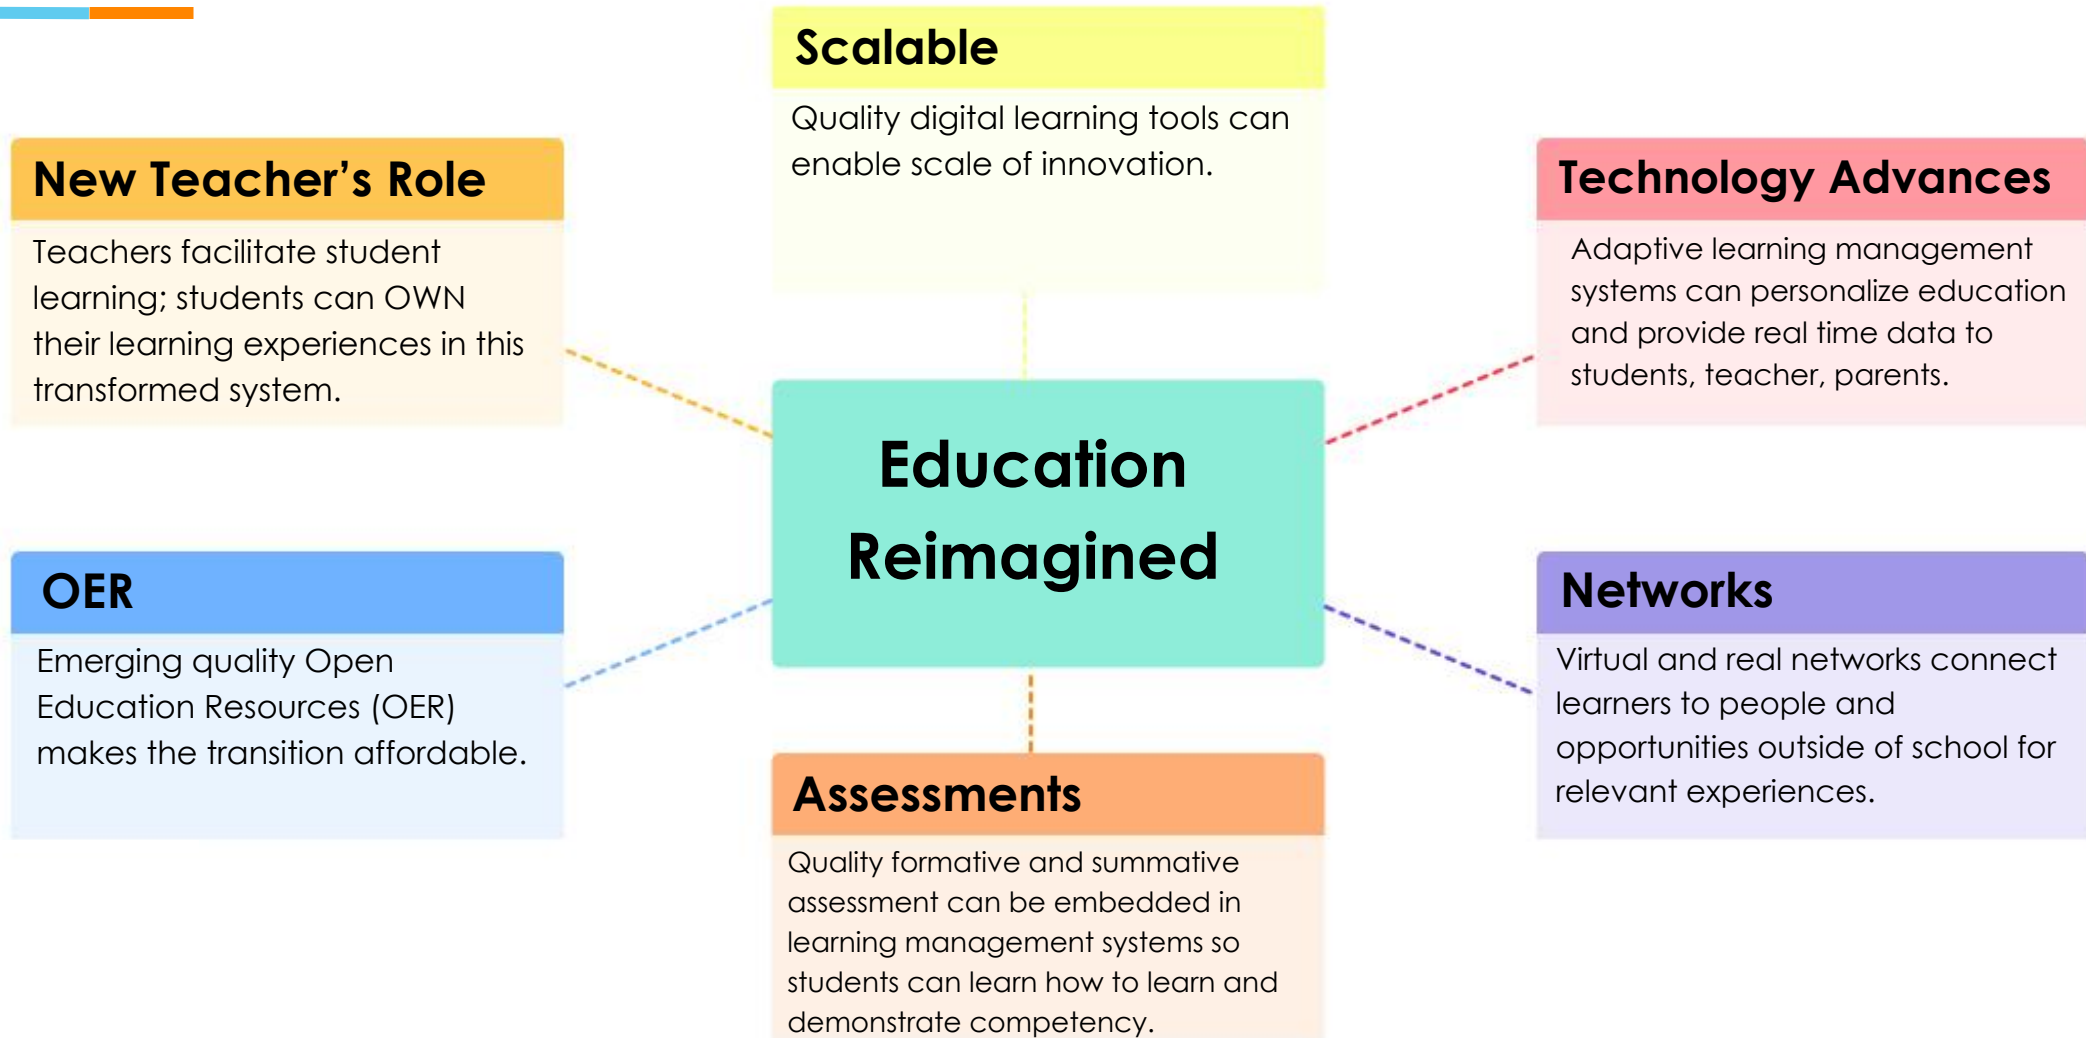 Scalable
Quality digital learning tools can
enable scale of innovation.
New Teacher’s Role
Teachers facilitate student
learning; students can OWN
their learning experiences in this
transformed system.
Technology Advances
Adaptive learning management
systems can personalize education
and provide real time data to
students, teacher, parents.
Education
Reimagined
OER
Emerging quality Open
Education Resources (OER)
makes the transition affordable.
Networks
Virtual and real networks connect
learners to people and
opportunities outside of school for
relevant experiences.
Assessments
Quality formative and summative
assessment can be embedded in
learning management systems so
students can learn how to learn and
demonstrate competency.